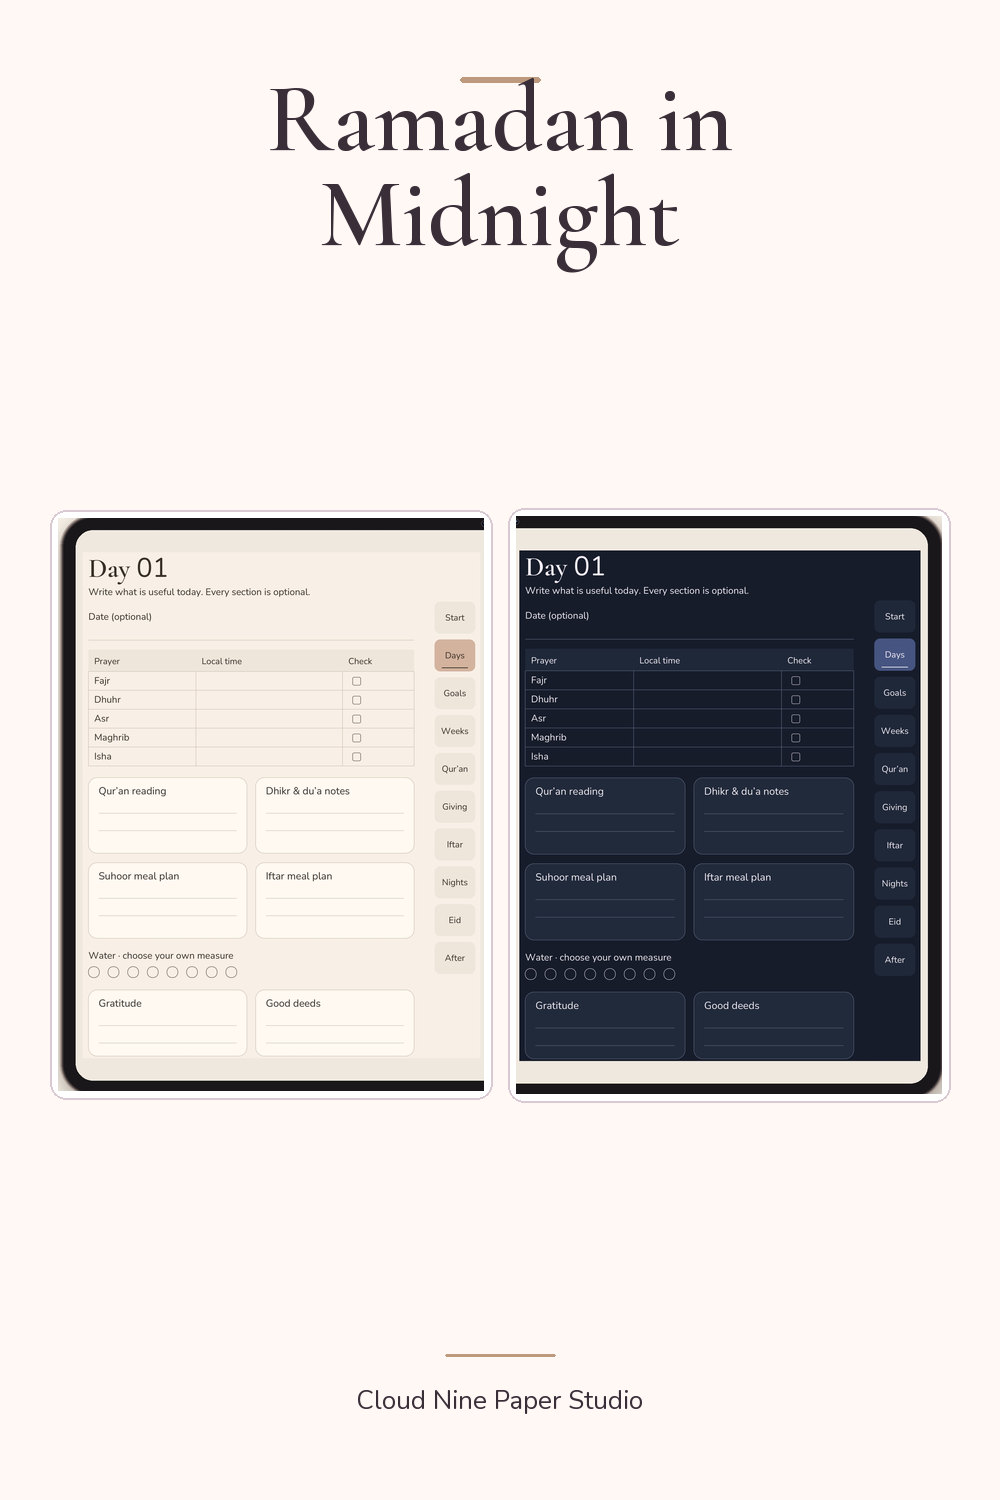 Ramadan in
Midnight
Day 01
Write what is useful today. Every section is optional.
Date (optional)
Prayer Local time Check
Fajr
Dhuhr
Asr
Maghrib
Isha
Qur'an reading Dhikr & du'a notes
Suhoor meal plan Iftar meal plan
Water · choose your own measure
Gratitude Good deeds
Start
Days
Goals
Weeks
Qur'an
Giving
Iftar
Nights
Eid
After
Day 01
Write what is useful today. Every section is optional.
Date (optional)
Prayer Local time Check
Fajr
Dhuhr
Asr
Maghrib
Isha
Qur'an reading Dhikr & du'a notes
Suhoor meal plan Iftar meal plan
Water · choose your own measure
Gratitude Good deeds
Start
Days
Goals
Weeks
Qur'an
Giving
Iftar
Nights
Eid
After
Cloud Nine Paper Studio